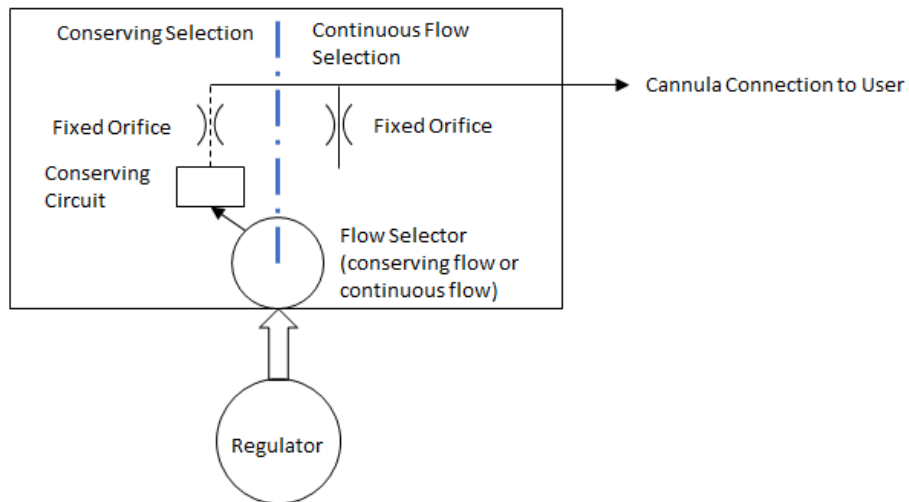 Conserving Selection
Continuous Flow
Selection
Cannula Connection to User
Fixed Orifice
Fixed Orifice
Conserving
Circuit
Flow Selector
(conserving flow or
continuous flow)
Regulator